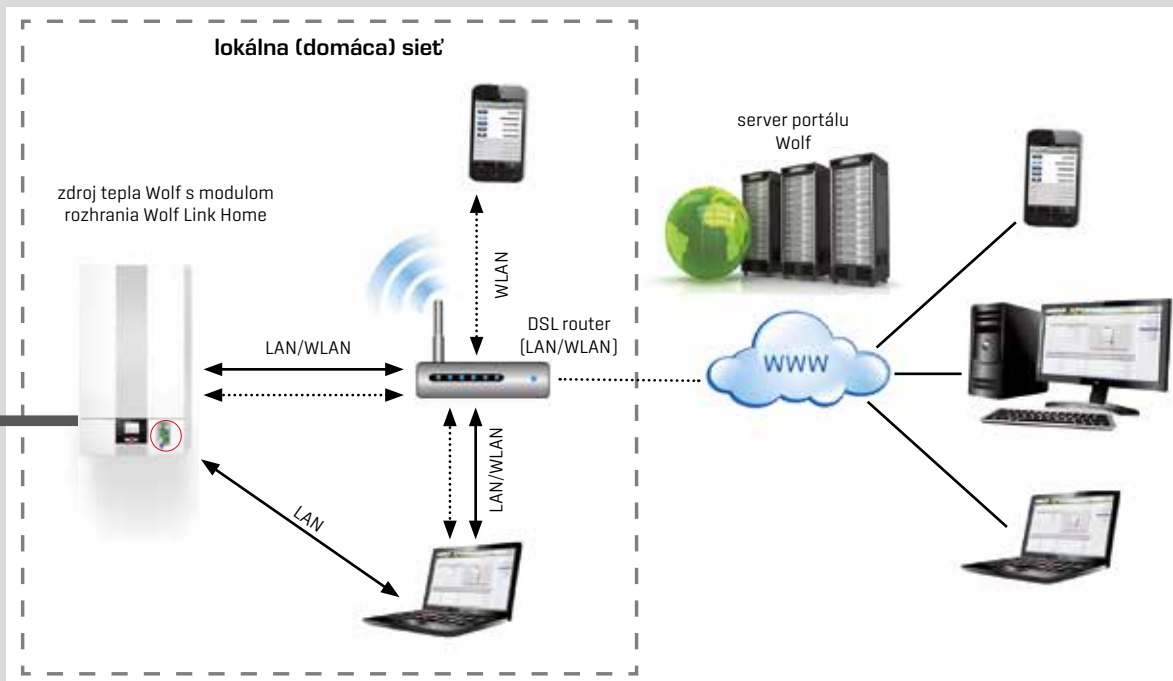 lokálna (domáca) sieť
server portálu
Wolf
zdroj tepla Wolf s modulom
rozhrania Wolf Link Home
WLAN
DSL router
(LAN/WLAN)
LAN/WLAN
WWW
LAN/WLAN
LAN